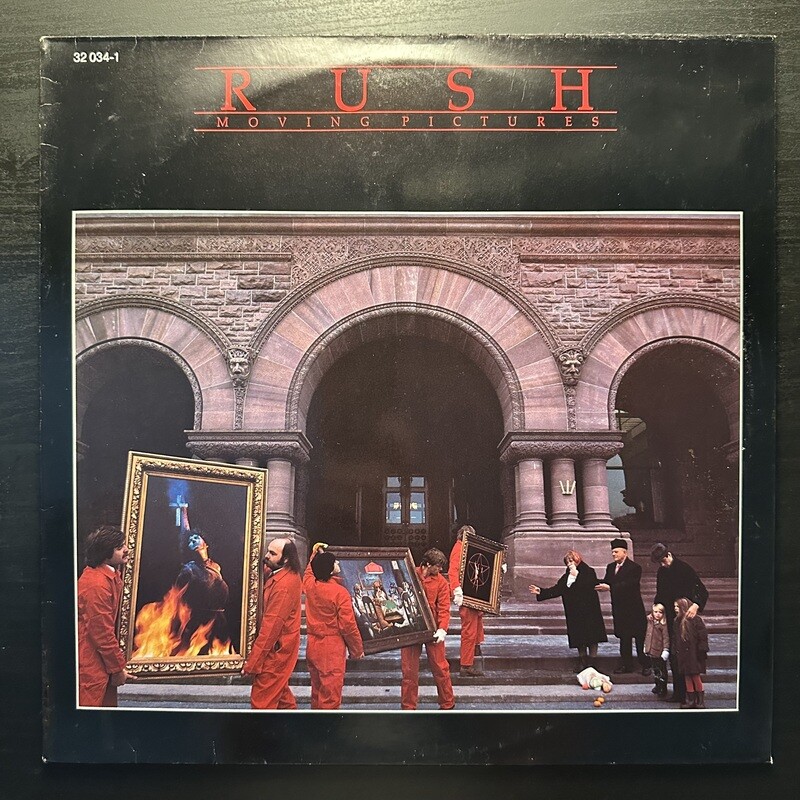 32 034-1
RUSH
MOVING PICTURES